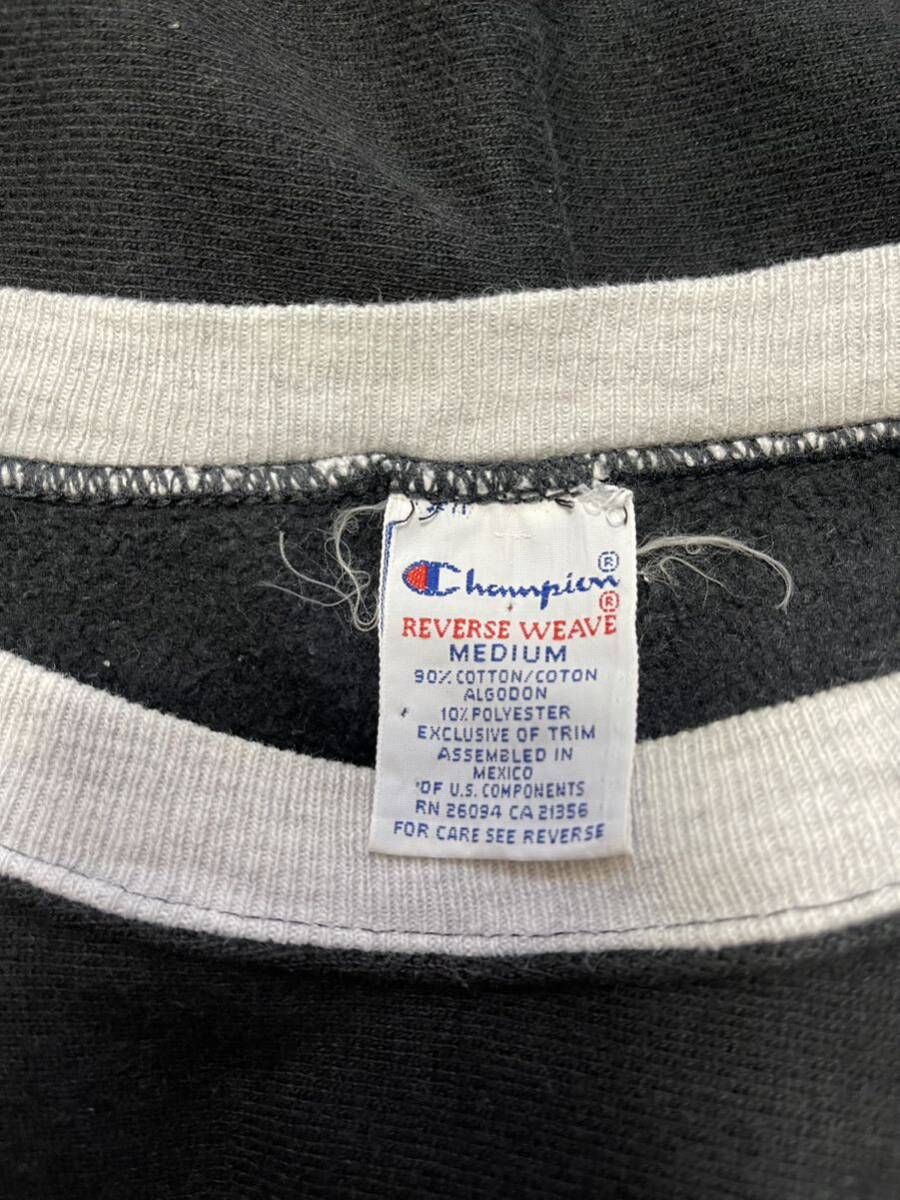 Champion®
®
REVERSE WEAVE
MEDIUM
90% COTTON/COTON
ALGODON
10% POLYESTER
EXCLUSIVE OF TRIM
ASSEMBLED IN
MEXICO
OF U.S. COMPONENTS
RN 26094 CA 21356
FOR CARE SEE REVERSE